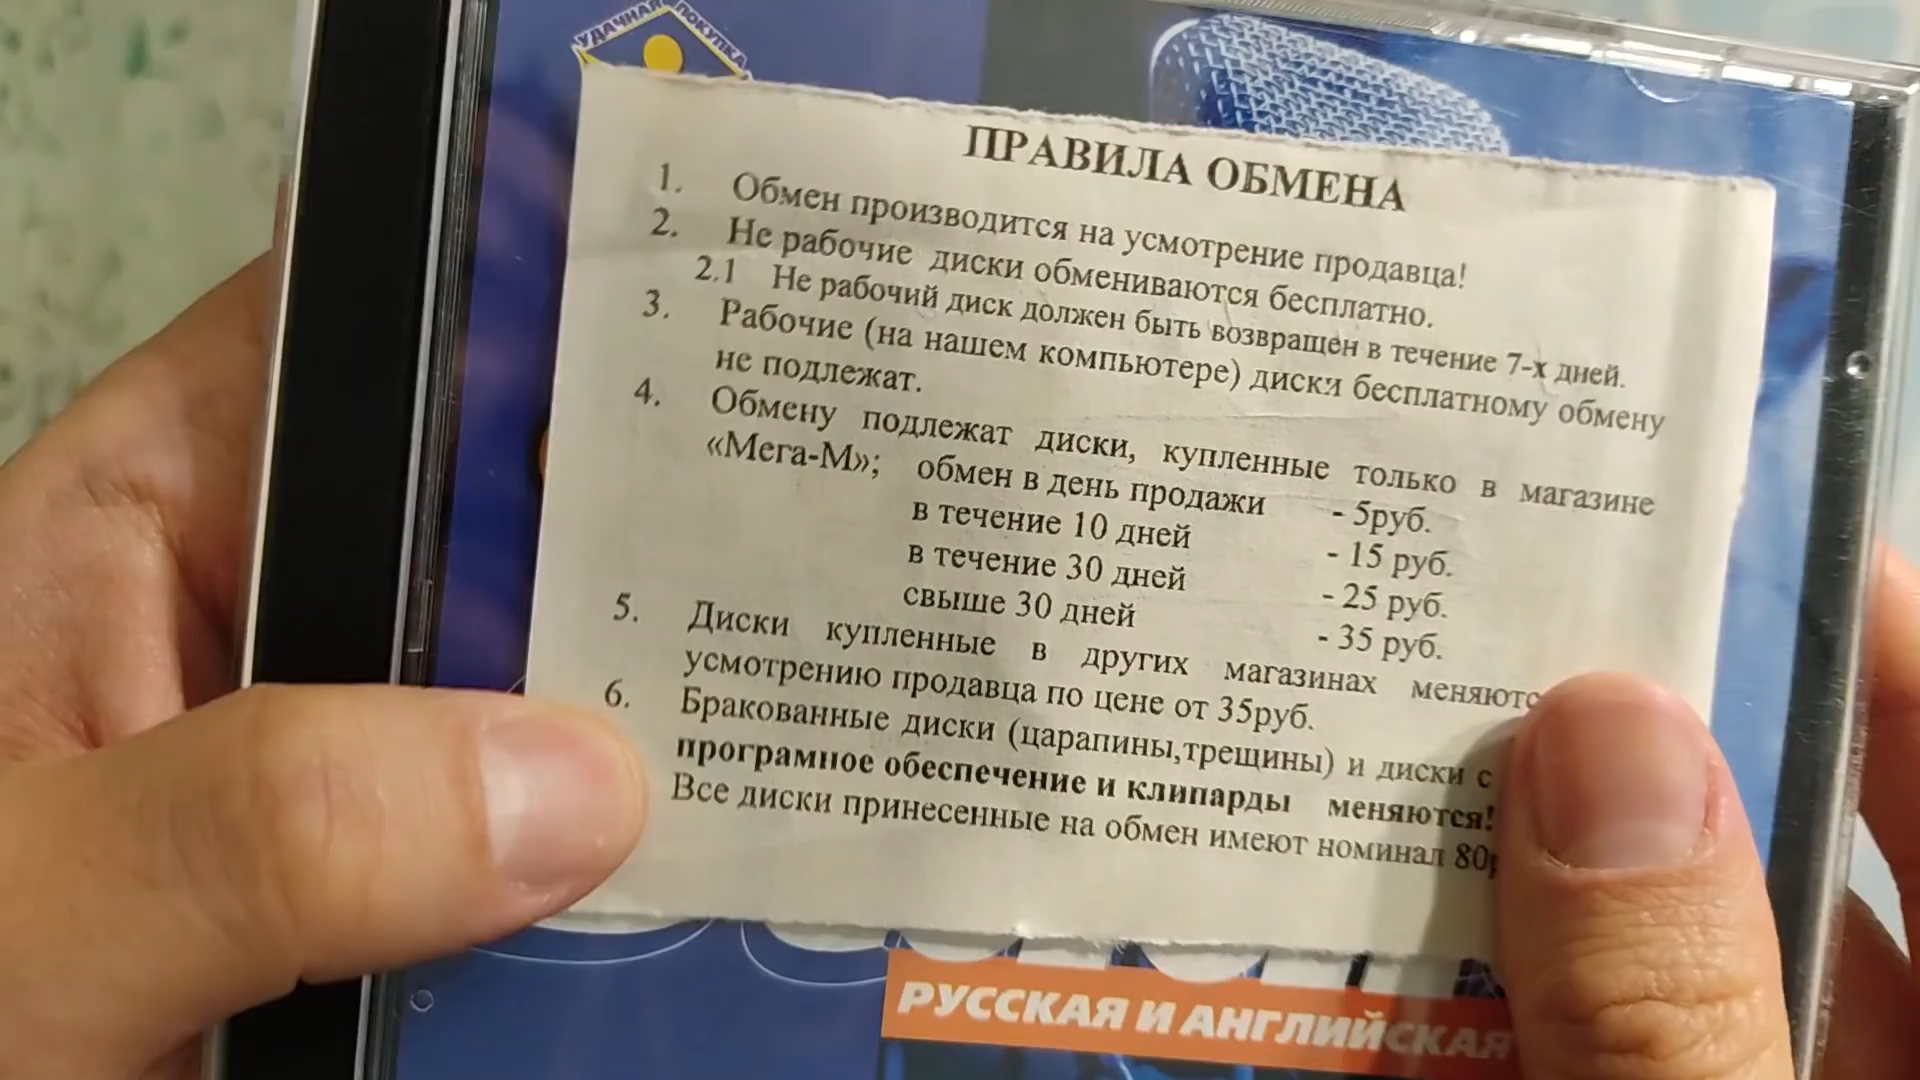 УДАЧНАЯ ПОКУПКА
ПРАВИЛА ОБМЕНА
1. Обмен производится на усмотрение продавца!
2. Не рабочие диски обмениваются бесплатно.
2.1 Не рабочий диск должен быть возвращен в течение 7-х дней.
3. Рабочие (на нашем компьютере) диски бесплатному обмену
не подлежат.
4. Обмену подлежат диски, купленные только в магазине
«Мега-М»; обмен в день продажи - 5руб.
в течение 10 дней - 15 руб.
в течение 30 дней - 25 руб.
свыше 30 дней - 35 руб.
5. Диски купленные в других магазинах
усмотрению продавца по цене от 35руб.
6. Бракованные диски (царапины,трещины) и диски с
програмное обеспечение и клипарды меняются!
Все диски принесенные на обмен имеют номинал 80
РУССКАЯ И АНГЛИЙСКАЯ